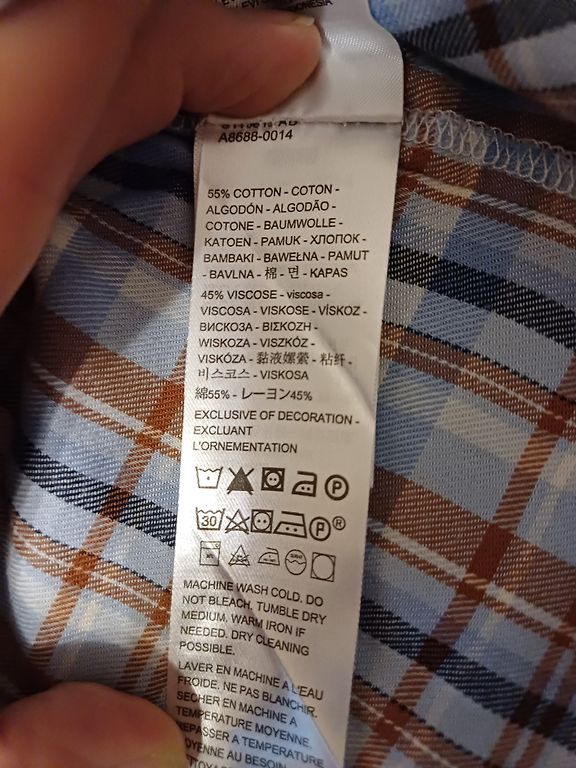 A8688-0014
55% COTTON - COTON -
ALGODÓN - ALGODÃO -
COTONE - BAUMWOLLE -
KATOEN - PAMUK - ХЛОПОК -
BAMBAKI - BAWEŁNA - PAMUT
- BAVLNA - 棉 - 면 - KAPAS
45% VISCOSE - viscosa -
VISCOSA - VISKOSE - VÍSKOZ -
ВИСКОЗА - ВІСКОЗН -
WISKOZA - VISZKÓZ -
VISKÓZA - 黏液嫘縈 - 粘纤 -
비스코스 - VISKOSA
綿55% - レーヨン45%
EXCLUSIVE OF DECORATION -
EXCLUANT
L'ORNEMENTATION
P
30 P®
MACHINE WASH COLD. DO
NOT BLEACH. TUMBLE DRY
MEDIUM. WARM IRON IF
NEEDED. DRY CLEANING
POSSIBLE.
LAVER EN MACHINE A L'EAU
FROIDE. NE PAS BLANCHIR.
SECHER EN MACHINE A
TEMPERATURE MOYENNE.
A TEMPERATURE
AU BESOIN